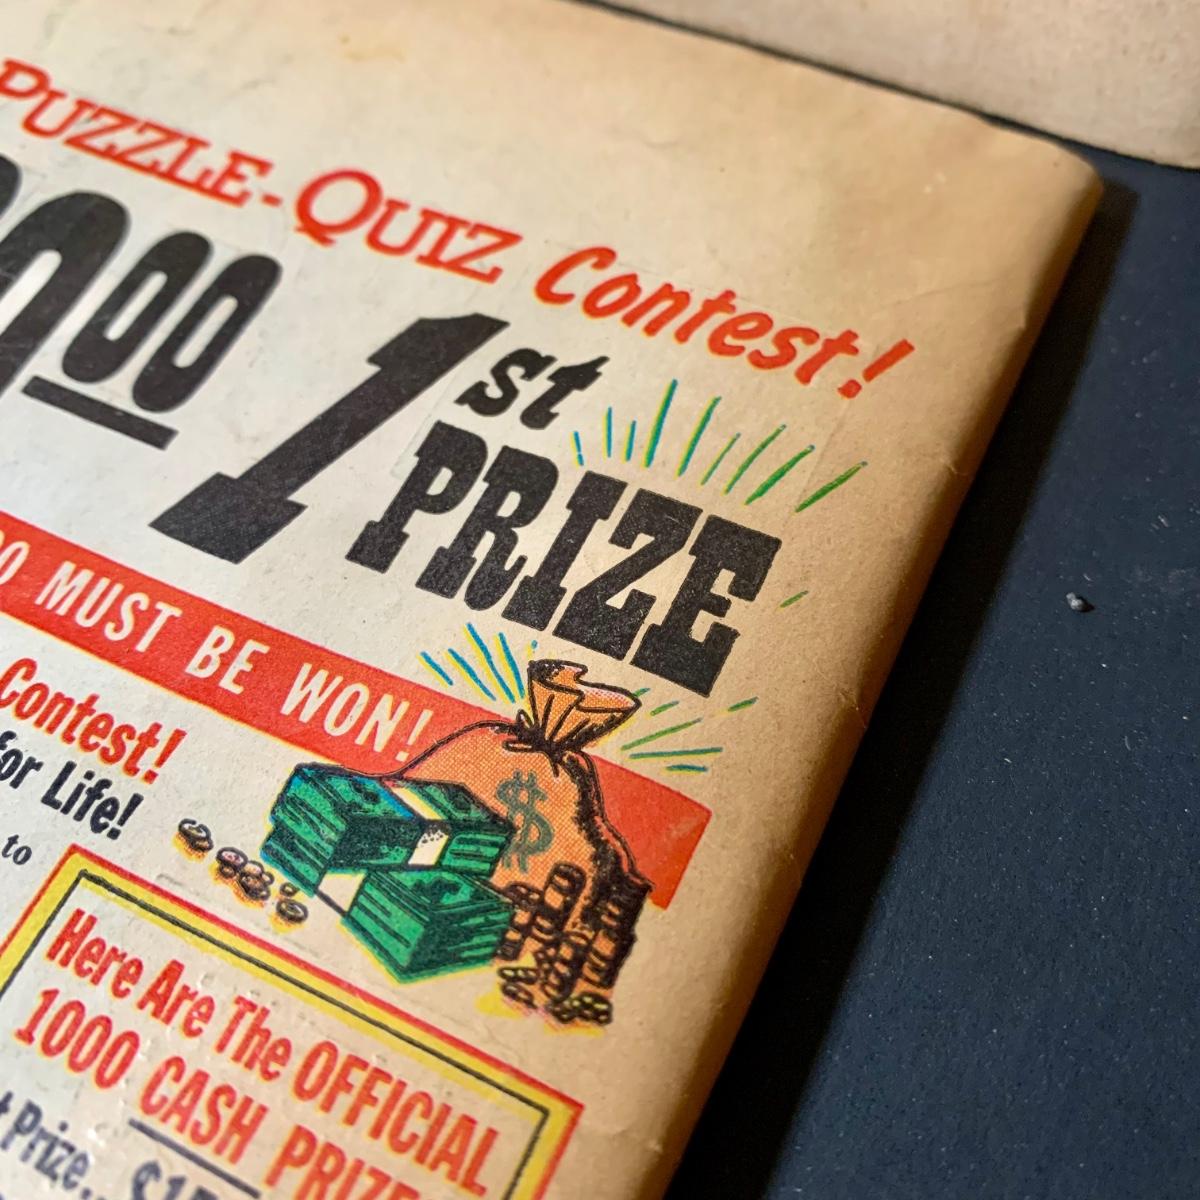 PUZZLE-QUIZ Contest!
00 1st
PRIZE
MUST BE WON!
Contest!
for Life!
to
$
Here Are The OFFICIAL
1000 CASH
Prize..